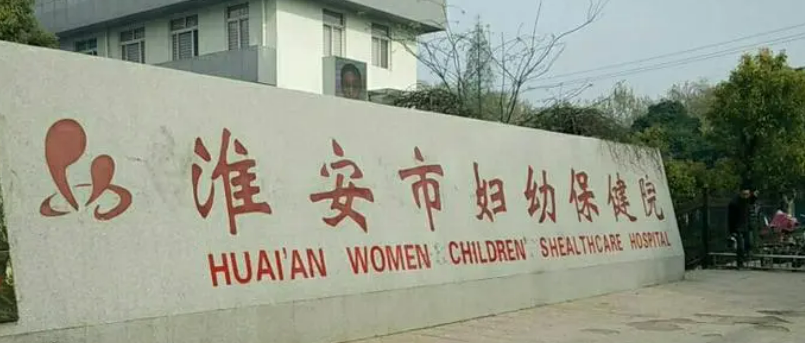 淮安市妇幼保健院
HUAI'AN WOMEN CHILDREN' SHEALTHCARE HOSPITAL